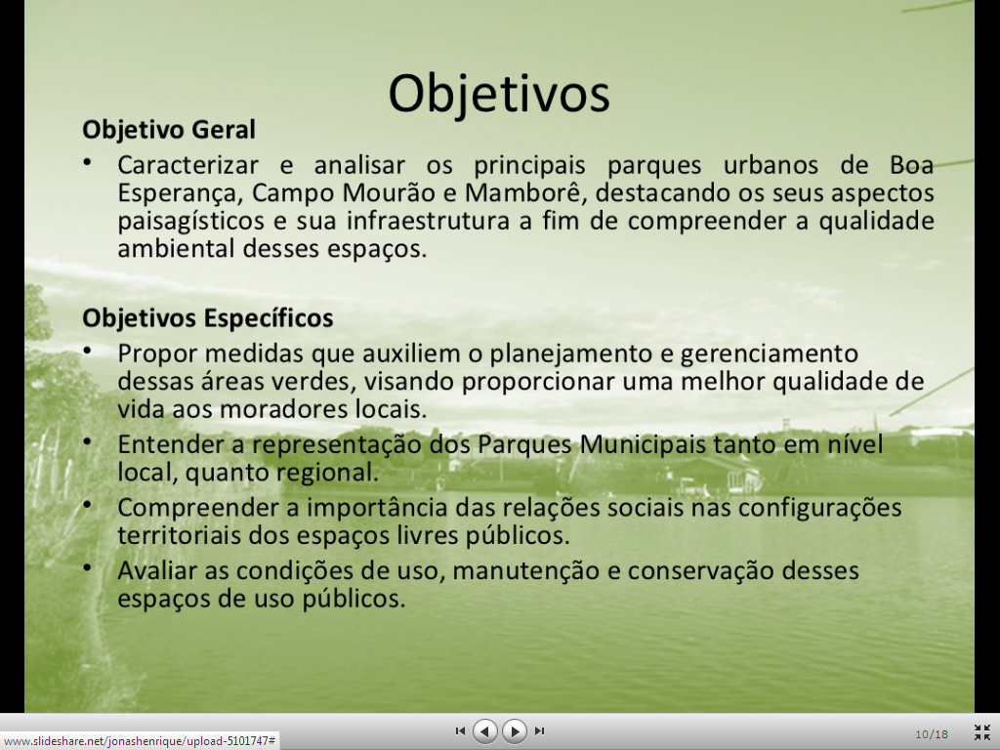 Objetivos
Objetivo Geral
• Caracterizar e analisar os principais parques urbanos de Boa
Esperança, Campo Mourão e Mamborê, destacando os seus aspectos
paisagísticos e sua infraestrutura a fim de compreender a qualidade
ambiental desses espaços.
Objetivos Específicos
• Propor medidas que auxiliem o planejamento e gerenciamento
dessas áreas verdes, visando proporcionar uma melhor qualidade de
vida aos moradores locais.
• Entender a representação dos Parques Municipais tanto em nível
local, quanto regional.
• Compreender a importância das relações sociais nas configurações
territoriais dos espaços livres públicos.
• Avaliar as condições de uso, manutenção e conservação desses
espaços de uso públicos.
www.slideshare.net/jonashenrique/upload-5101747#
10/18